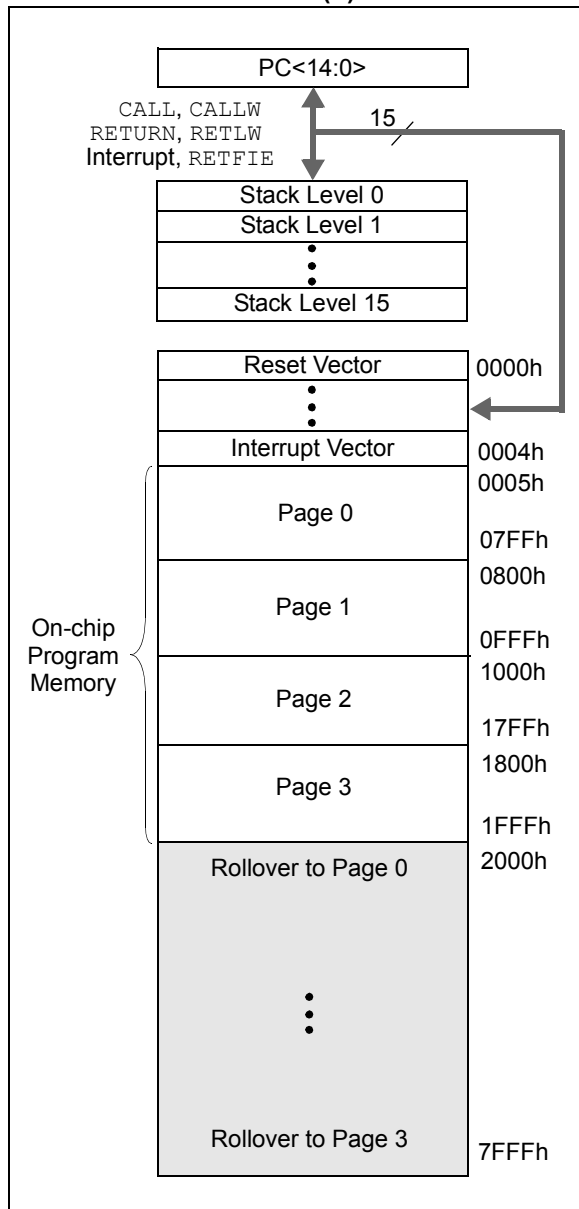 PC<14:0>
CALL, CALLW
RETURN, RETLW
Interrupt, RETFIE
15
Stack Level 0
Stack Level 1
Stack Level 15
Reset Vector
0000h
Interrupt Vector
0004h
0005h
Page 0
07FFh
0800h
Page 1
0FFFh
On-chip
Program
Memory
1000h
Page 2
17FFh
1800h
Page 3
1FFFh
Rollover to Page 0
2000h
Rollover to Page 3
7FFFh